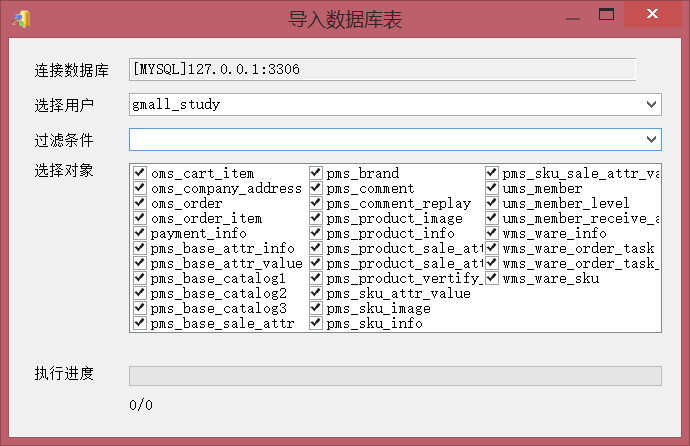 导入数据库表
连接数据库 [MYSQL]127.0.0.1:3306
选择用户 gmall_study
过滤条件
选择对象
oms_cart_item pms_brand pms_sku_sale_attr_va
oms_company_address pms_comment ums_member
oms_order pms_comment_replay ums_member_level
oms_order_item pms_product_image ums_member_receive_a
payment_info pms_product_info wms_ware_info
pms_base_attr_info pms_product_sale_att wms_ware_order_task
pms_base_attr_value pms_product_sale_att wms_ware_order_task_
pms_base_catalog1 pms_product_vertify_ wms_ware_sku
pms_base_catalog2 pms_sku_attr_value
pms_base_catalog3 pms_sku_image
pms_base_sale_attr pms_sku_info
执行进度
0/0